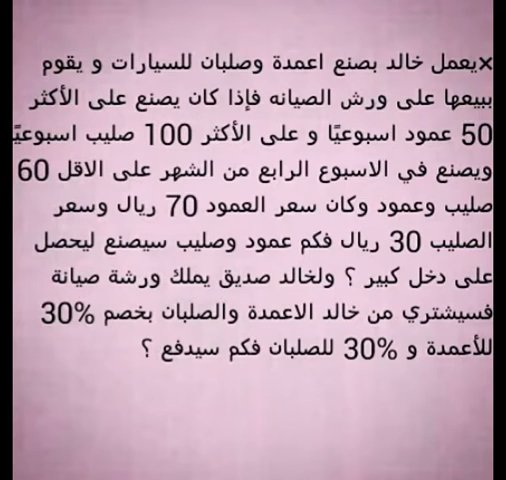 ×يعمل خالد بصنع اعمدة وصلبان للسيارات و يقوم
ببيعها على ورش الصيانه فإذا كان يصنع على الأكثر
50 عمود اسبوعيًا و على الأكثر 100 صليب اسبوعيًا
ويصنع في الاسبوع الرابع من الشهر على الاقل 60
صليب وعمود وكان سعر العمود 70 ريال وسعر
الصليب 30 ريال فكم عمود وصليب سيصنع ليحصل
على دخل كبير ؟ ولخالد صديق يملك ورشة صيانة
فسيشتري من خالد الاعمدة والصلبان بخصم 30%
للأعمدة و 30% للصلبان فكم سيدفع ؟